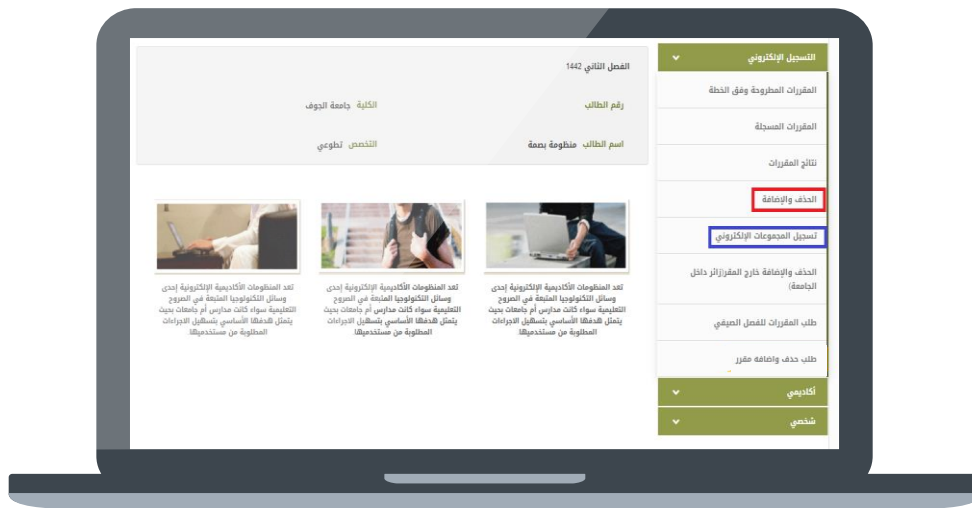 التسجيل الإلكتروني
المقررات المطروحة وفق الخطة
المقررات المسجلة
نتائج المقررات
الحذف والإضافة
تسجيل المجموعات الإلكتروني
الحذف والإضافة خارج المقر(زائر داخل
الجامعة)
طلب المقررات للفصل الصيفي
طلب حذف واضافه مقرر
أكاديمي
شخصي
الفصل الثاني 1442
رقم الطالب
الكلية جامعة الجوف
اسم الطالب منظومة بصمة
التخصص تطوعي
تعد المنظومات الأكاديمية الإلكترونية إحدى
وسائل التكنولوجيا المتبعة في الصروح
التعليمية سواء كانت مدارس أم جامعات بحيث
يتمثل هدفها الأساسي بتسهيل الاجراءات
المطلوبة من مستخدميها
تعد المنظومات الأكاديمية الإلكترونية إحدى
وسائل التكنولوجيا المتبعة في الصروح
التعليمية سواء كانت مدارس أم جامعات بحيث
يتمثل هدفها الأساسي بتسهيل الاجراءات
المطلوبة من مستخدميها
تعد المنظومات الأكاديمية الإلكترونية إحدى
وسائل التكنولوجيا المتبعة في الصروح
التعليمية سواء كانت مدارس أم جامعات بحيث
يتمثل هدفها الأساسي بتسهيل الاجراءات
المطلوبة من مستخدميها